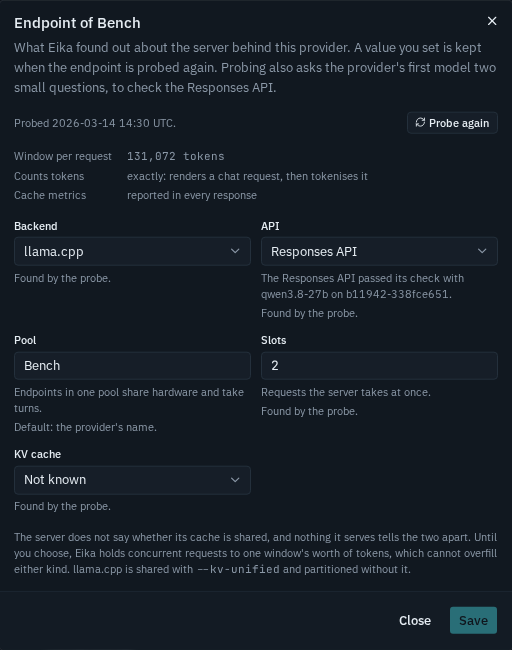 Endpoint of Bench
What Eika found out about the server behind this provider. A value you set is kept
when the endpoint is probed again. Probing also asks the provider's first model two
small questions, to check the Responses API.
Probed 2026-03-14 14:30 UTC.
Probe again
Window per request 131,072 tokens
Counts tokens exactly: renders a chat request, then tokenises it
Cache metrics reported in every response
Backend
llama.cpp
Found by the probe.
API
Responses API
The Responses API passed its check with
qwen3.8-27b on b11942-338fce651.
Found by the probe.
Pool
Bench
Endpoints in one pool share hardware and take
turns.
Default: the provider's name.
Slots
2
Requests the server takes at once.
Found by the probe.
KV cache
Not known
Found by the probe.
The server does not say whether its cache is shared, and nothing it serves tells the two apart. Until
you choose, Eika holds concurrent requests to one window's worth of tokens, which cannot overfill
either kind. llama.cpp is shared with --kv-unified and partitioned without it.
Close
Save